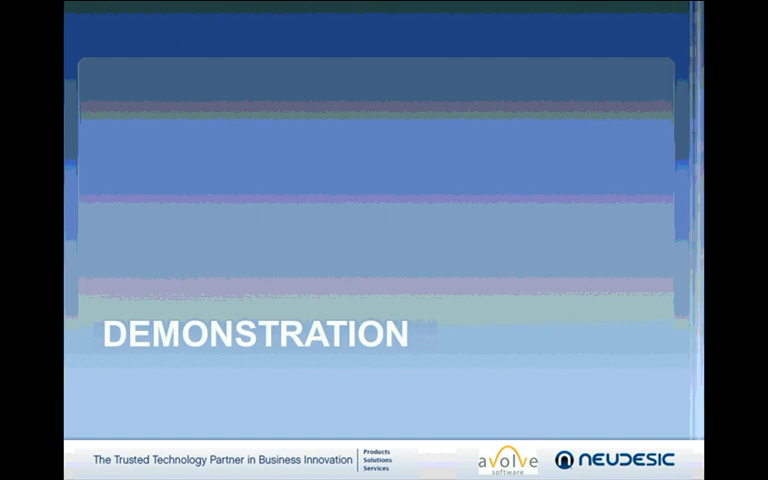 DEMONSTRATION
The Trusted Technology Partner in Business Innovation
Products
Solutions
Services
avolve
software
NEUDESIC